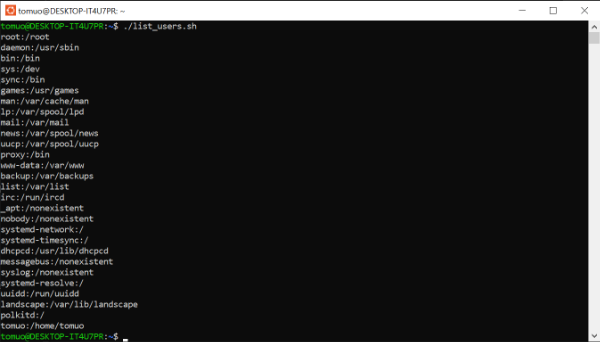 tomuo@DESKTOP-IT4U7PR: ~
tomuo@DESKTOP-IT4U7PR:~$ ./list_users.sh
root:/root
daemon:/usr/sbin
bin:/bin
sys:/dev
sync:/bin
games:/usr/games
man:/var/cache/man
lp:/var/spool/lpd
mail:/var/mail
news:/var/spool/news
uucp:/var/spool/uucp
proxy:/bin
www-data:/var/www
backup:/var/backups
list:/var/list
irc:/run/ircd
_apt:/nonexistent
nobody:/nonexistent
systemd-network:/
systemd-timesync:/
dhcpcd:/usr/lib/dhcpcd
messagebus:/nonexistent
syslog:/nonexistent
systemd-resolve:/
uuidd:/run/uuidd
landscape:/var/lib/landscape
polkitd:/
tomuo:/home/tomuo
tomuo@DESKTOP-IT4U7PR:~$